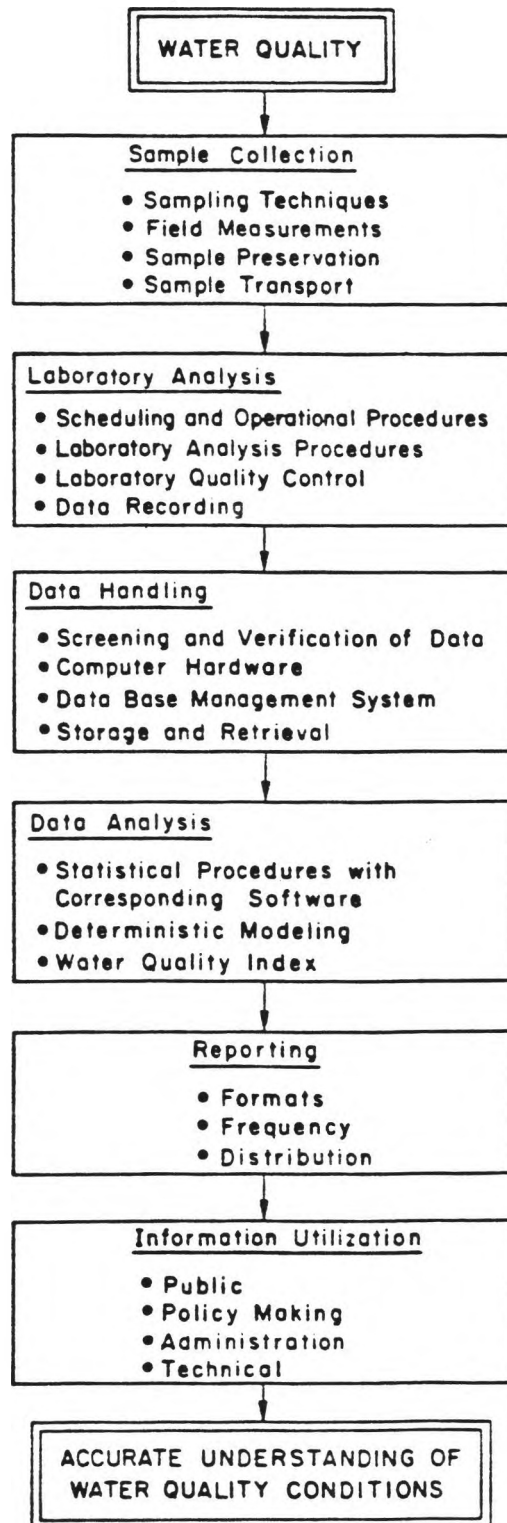 WATER QUALITY
Sample Collection
• Sampling Techniques
• Field Measurements
• Sample Preservation
• Sample Transport
Laboratory Analysis
• Scheduling and Operational Procedures
• Laboratory Analysis Procedures
• Laboratory Quality Control
• Data Recording
Data Handling
• Screening and Verification of Data
• Computer Hardware
• Data Base Management System
• Storage and Retrieval
Data Analysis
• Statistical Procedures with
Corresponding Software
• Deterministic Modeling
• Water Quality Index
Reporting
• Formats
• Frequency
• Distribution
Information Utilization
• Public
• Policy Making
• Administration
• Technical
ACCURATE UNDERSTANDING OF
WATER QUALITY CONDITIONS